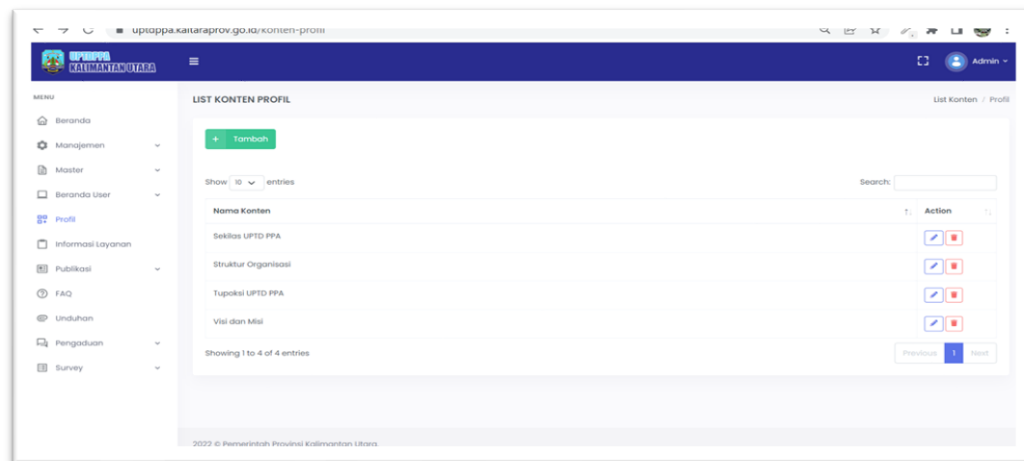 uptdppa.kaltaraprov.go.id/konten-profil
UPTDPPA
KALIMANTAN UTARA
Admin
MENU
LIST KONTEN PROFIL
List Konten / Profil
Beranda
Manajemen
+ Tambah
Master
Show 10 entries
Search:
Beranda User
Nama Konten
Action
Profil
Sekilas UPTD PPA
Informasi Layanan
Struktur Organisasi
Publikasi
FAQ
Tupoksi UPTD PPA
Unduhan
Visi dan Misi
Pengaduan
Showing 1 to 4 of 4 entries
Previous 1 Next
Survey
2022 © Pemerintah Provinsi Kalimantan Utara.